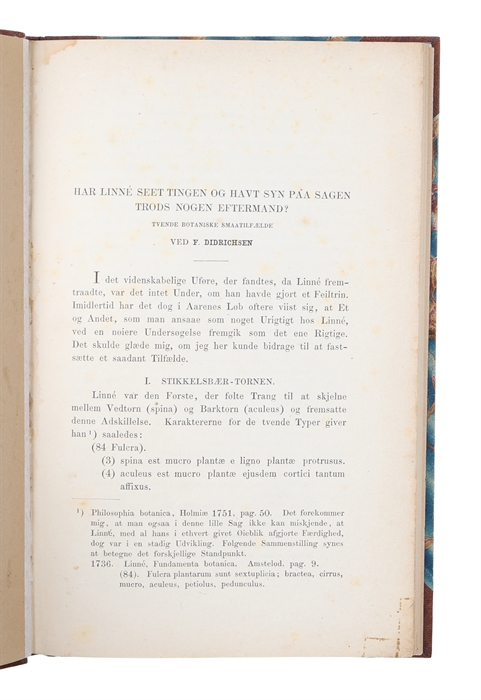 HAR LINNÉ SEET TINGEN OG HAVT SYN PAA SAGEN
TRODS NOGEN EFTERMAND?
TVENDE BOTANISKE SMAATILFÆLDE
VED F. DIDRICHSEN
I det videnskabelige Uføre, der fandtes, da Linné frem-
traadte, var det intet Under, om han havde gjort et Feiltrin.
Imidlertid har det dog i Aarenes Løb oftere viist sig, at Et
og Andet, som man ansaae som noget Urigtigt hos Linné,
ved en nøiere Undersøgelse fremgik som det ene Rigtige.
Det skulde glæde mig, om jeg her kunde bidrage til at fast-
sætte et saadant Tilfælde.
I. STIKKELSBÆR-TORNEN.
Linné var den Første, der følte Trang til at skjelne
mellem Vedtørn (spina) og Barktorn (aculeus) og fremsatte
denne Adskillelse. Karaktererne for de tvende Typer giver
han¹) saaledes:
(84 Fulcra).
(3) spina est mucro plantæ e ligno plantæ protrusus.
(4) aculeus est mucro plantæ ejusdem cortici tantum
affixus.
¹) Philosophia botanica, Holmiæ 1751. pag. 50. Det forekommer
mig, at man ogsaa i denne lille Sag ikke kan miskjende, at
Linné, med al hans i ethvert givet Øieblik afgjorte Færdighed,
dog var i en stadig Udvikling. Følgende Sammenstilling synes
at betegne det forskjellige Standpunkt.
1736. Linné, Fundamenta botanica. Amstelod. pag. 9.
(84). Fulcra plantarum sunt sextuplicia; bractea, cirrus,
mucro, aculeus, petiolus, pedunculus.